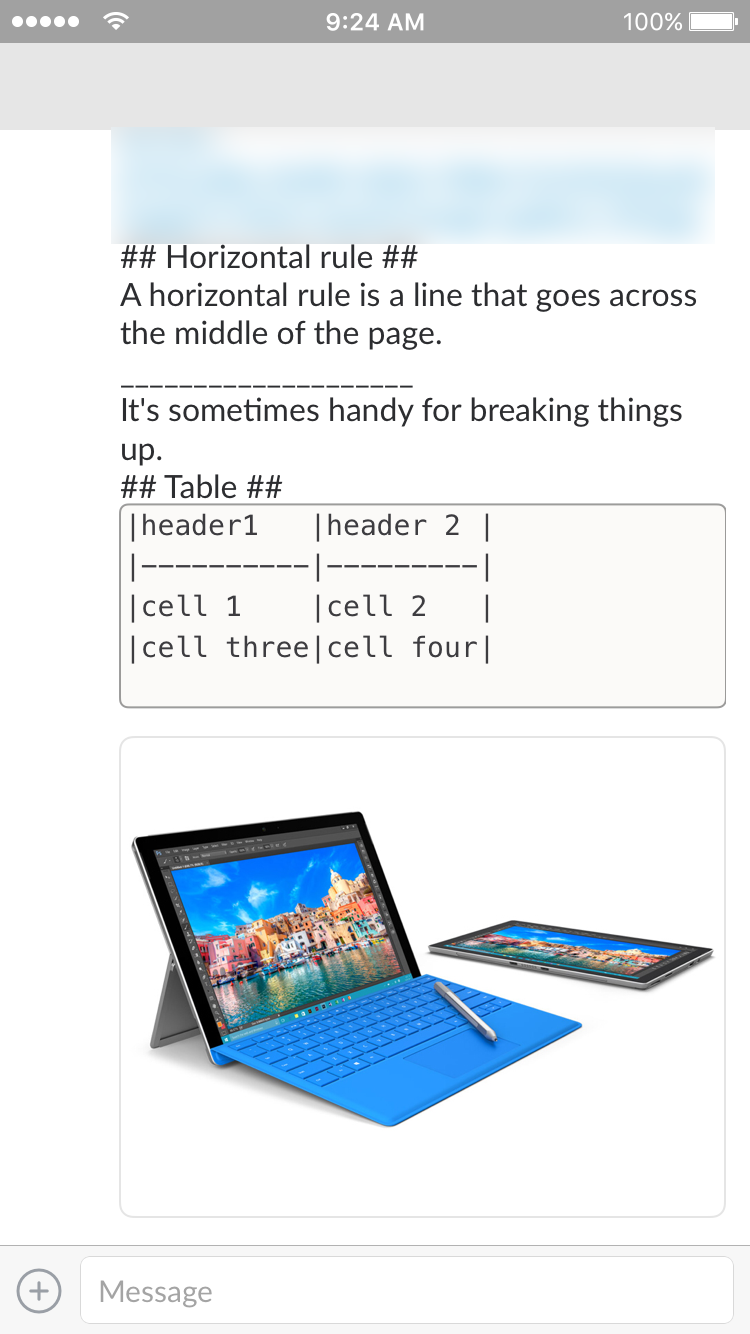 9:24 AM
100%
## Horizontal rule ##
A horizontal rule is a line that goes across
the middle of the page.
____________________
It's sometimes handy for breaking things
up.
## Table ##
|header1   |header 2 |
|----------|---------|
|cell 1    |cell 2   |
|cell three|cell four|
Message